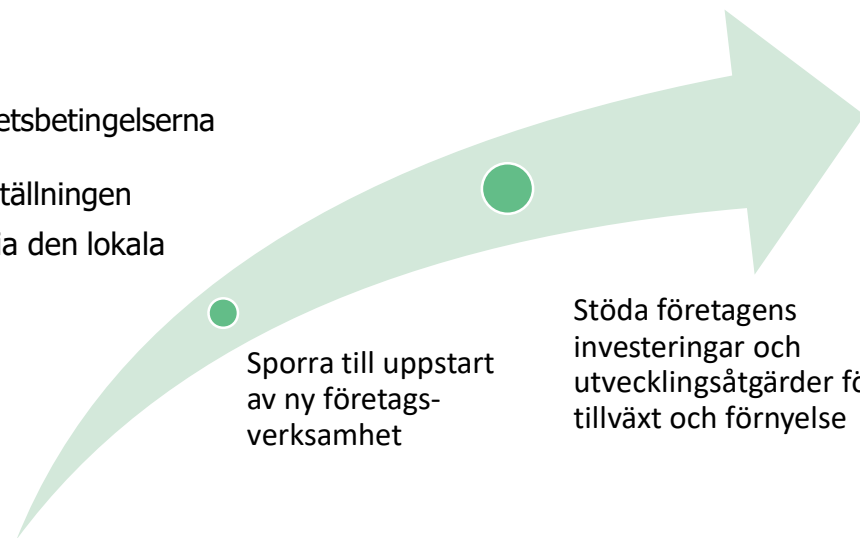 etsbetingelserna
tällningen
ia den lokala
Sporra till uppstart
av ny företags-
verksamhet
Stöda företagens
investeringar och
utvecklingsåtgärder fö
tillväxt och förnyelse